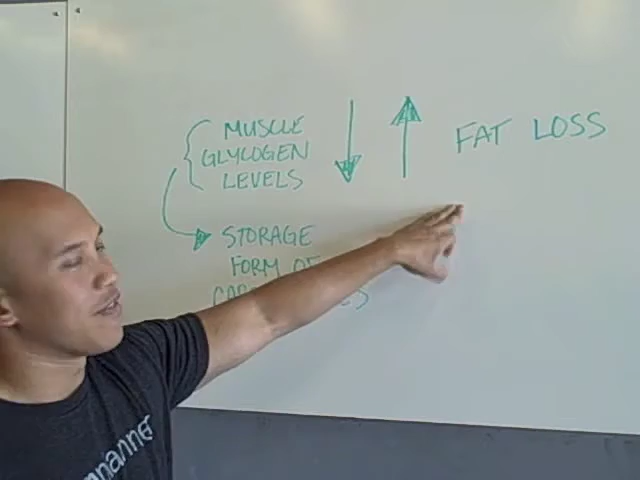 MUSCLE
GLYCOGEN
LEVELS
FAT LOSS
STORAGE
FORM OF